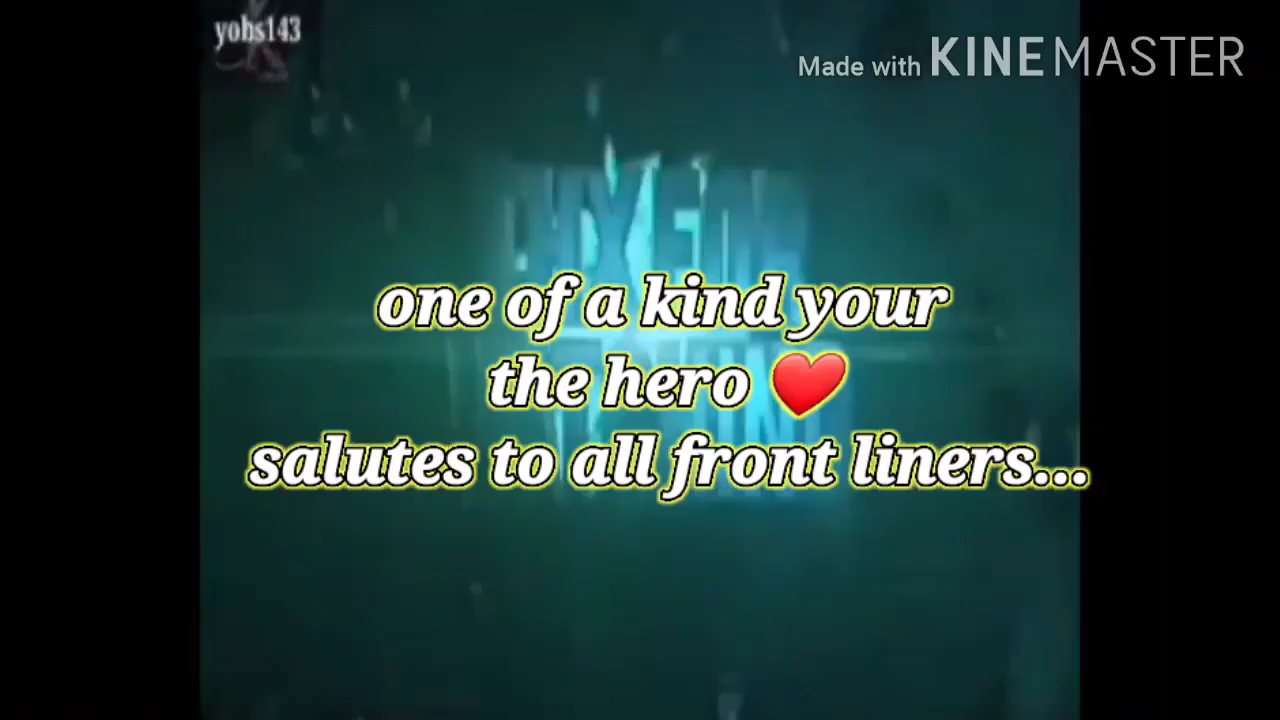 yobs143
Made with KINEMASTER
one of a kind your
the hero ❤️
salutes to all front liners...